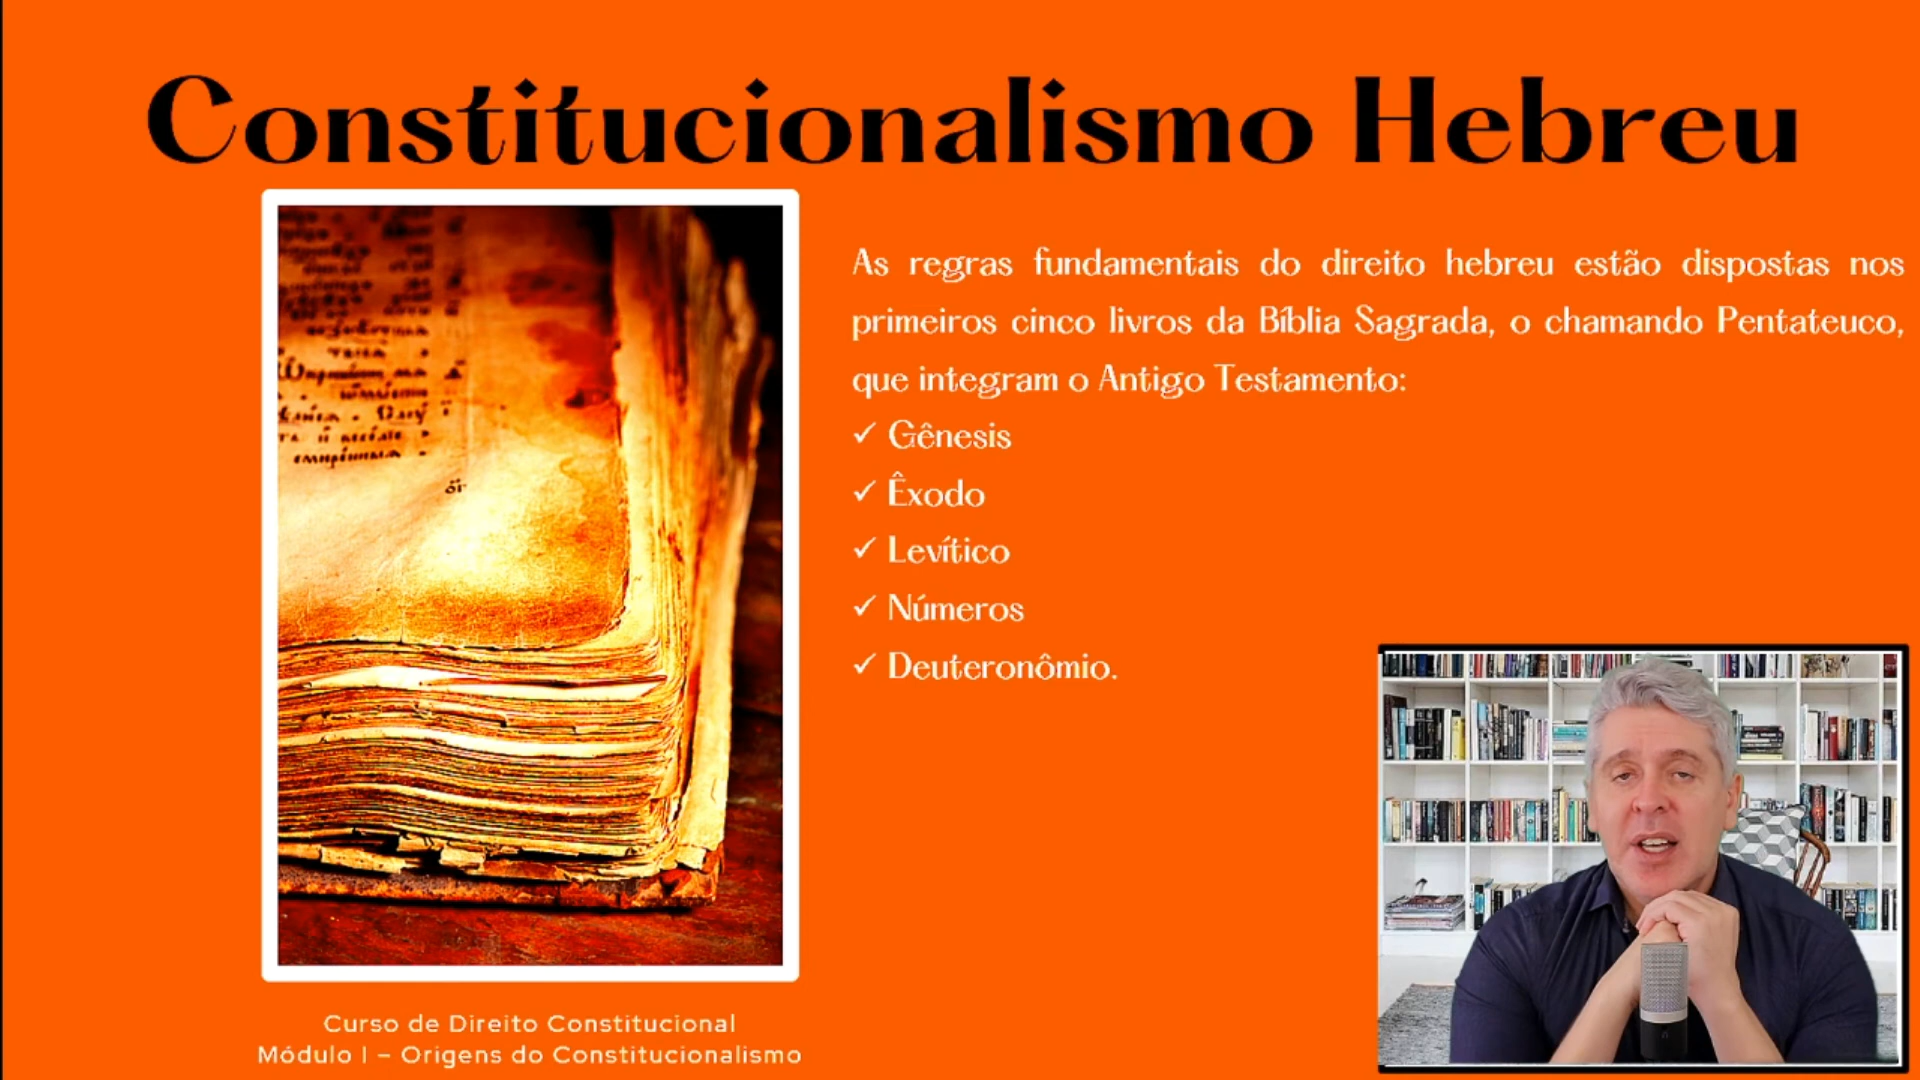 Constitucionalismo Hebreu
As regras fundamentais do direito hebreu estão dispostas nos
primeiros cinco livros da Bíblia Sagrada, o chamando Pentateuco,
que integram o Antigo Testamento:
✓ Gênesis
✓ Êxodo
✓ Levítico
✓ Números
✓ Deuteronômio.
Curso de Direito Constitucional
Módulo I – Origens do Constitucionalismo